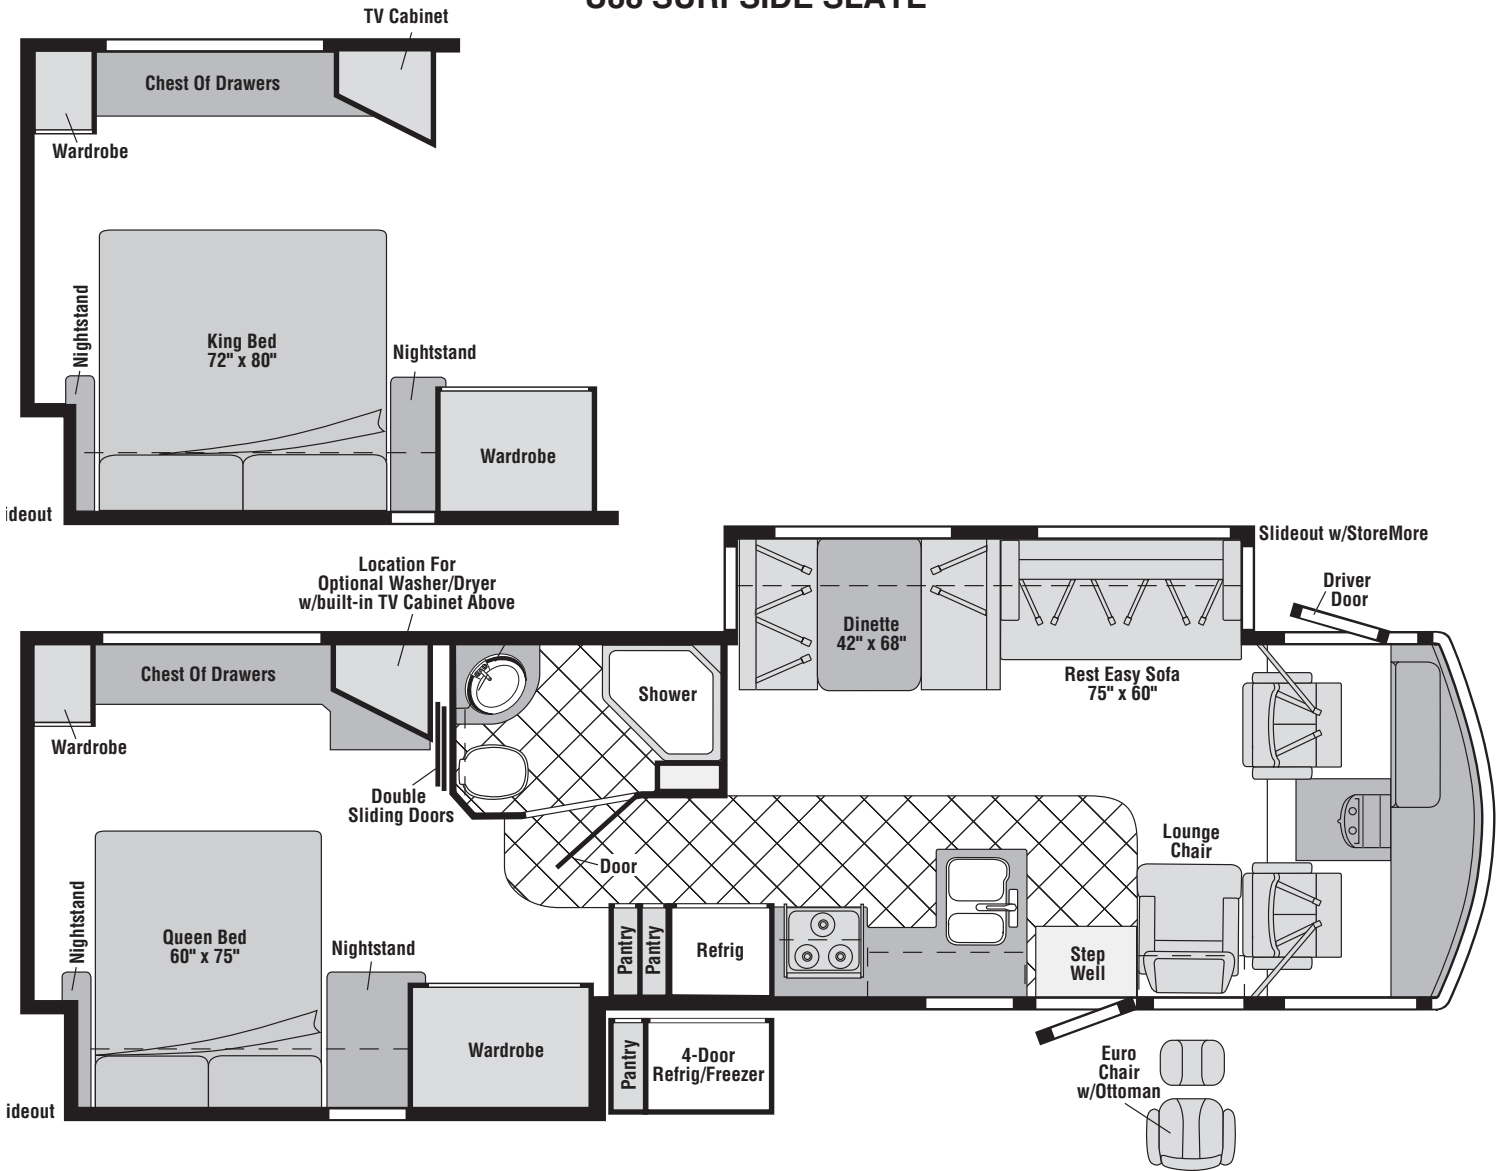 SURFSIDE SLATE
TV Cabinet
Chest Of Drawers
Wardrobe
Nightstand
King Bed
72" x 80"
Nightstand
Wardrobe
ideout
Location For
Optional Washer/Dryer
w/built-in TV Cabinet Above
Slideout w/StoreMore
Driver
Door
Chest Of Drawers
Wardrobe
Shower
Dinette
42" x 68"
Rest Easy Sofa
75" x 60"
Double
Sliding Doors
Door
Lounge
Chair
Nightstand
Queen Bed
60" x 75"
Nightstand
Wardrobe
Pantry
Pantry
Refrig
Step
Well
Pantry
4-Door
Refrig/Freezer
Euro
Chair
w/Ottoman
ideout